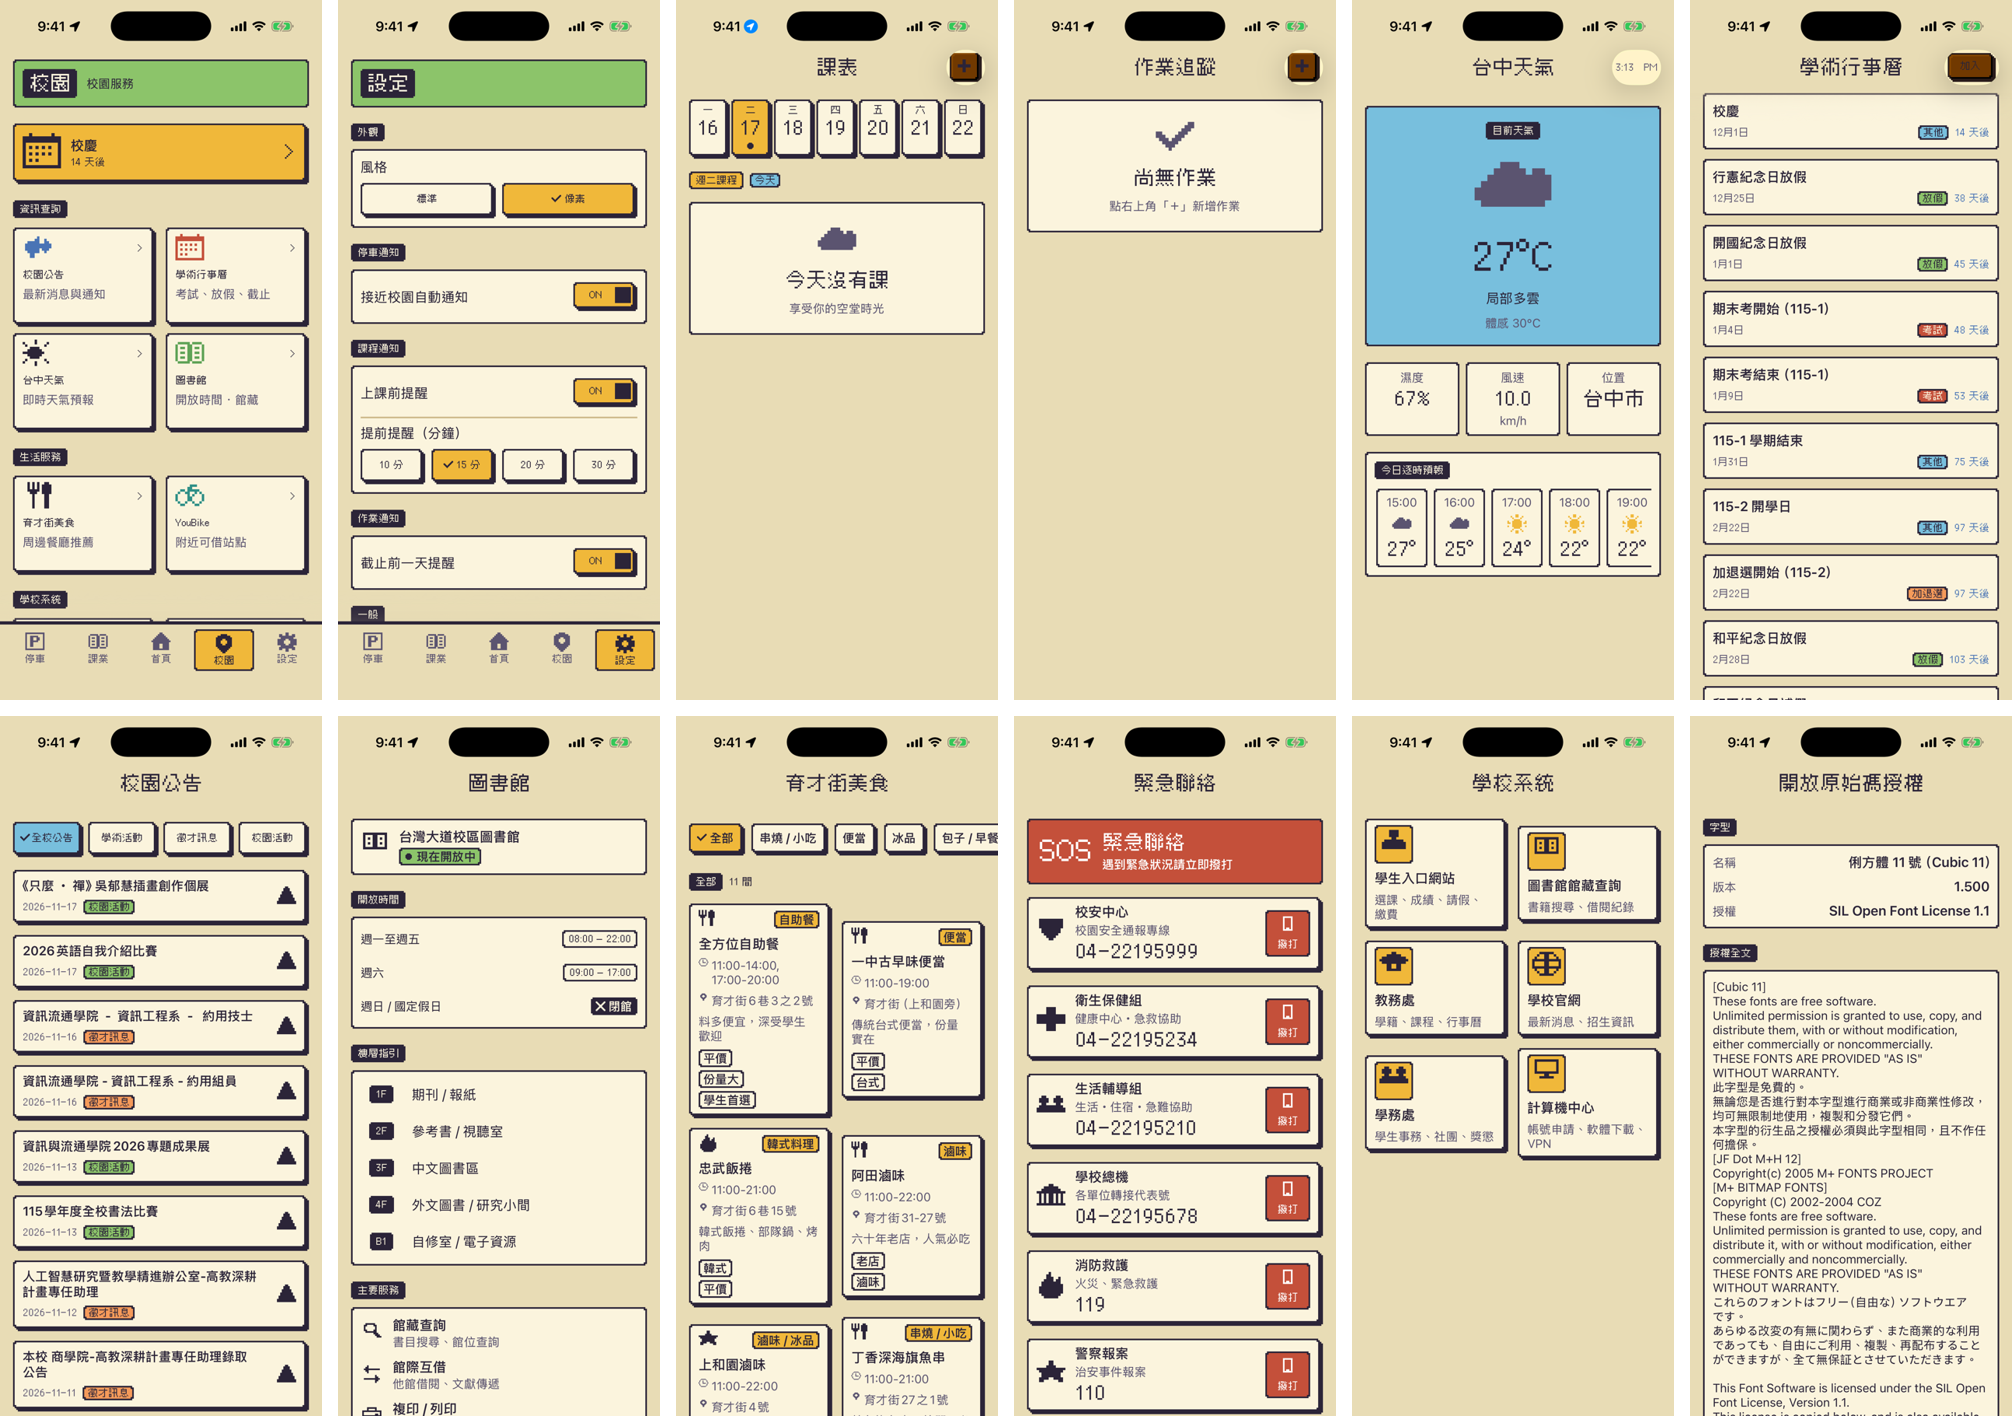 9:41
校園 校園服務
校慶
14 天後
資訊查詢
校園公告
最新消息與通知
學術行事曆
考試、放假、截止
台中天氣
即時天氣預報
圖書館
開放時間・館藏
生活服務
育才街美食
周邊餐廳推薦
YouBike
附近可借站點
學校系統
停車 課業 首頁 校園 設定
9:41
設定
外觀
風格
標準 像素
停車通知
接近校園自動通知 ON
課程通知
上課前提醒 ON
提前提醒（分鐘）
10 分 15 分 20 分 30 分
作業通知
截止前一天提醒 ON
一般
停車 課業 首頁 校園 設定
9:41
課表
一 二 三 四 五 六 日
16 17 18 19 20 21 22
週二課程 今天
今天沒有課
享受你的空堂時光
9:41
作業追蹤
尚無作業
點右上角「＋」新增作業
9:41
台中天氣 3:13 PM
目前天氣
27°C
局部多雲
體感 30°C
濕度 風速 位置
67% 10.0 台中市
km/h
今日逐時預報
15:00 16:00 17:00 18:00 19:00
27° 25° 24° 22° 22°
9:41
學術行事曆 加入
校慶
12月1日 其他 14 天後
行憲紀念日放假
12月25日 放假 38 天後
開國紀念日放假
1月1日 放假 45 天後
期末考開始 (115-1)
1月4日 考試 48 天後
期末考結束 (115-1)
1月9日 考試 53 天後
115-1 學期結束
1月31日 其他 75 天後
115-2 開學日
2月22日 其他 97 天後
加退選開始 (115-2)
2月22日 加退選 97 天後
和平紀念日放假
2月28日 放假 103 天後
9:41
校園公告
全校公告 學術活動 徵才訊息 校園活動
《只麼 ・ 禪》吳郁慧插畫創作個展
2026-11-17 校園活動
2026英語自我介紹比賽
2026-11-17 校園活動
資訊流通學院 - 資訊工程系 - 約用技士
2026-11-16 徵才訊息
資訊流通學院 - 資訊工程系 - 約用組員
2026-11-16 徵才訊息
資訊與流通學院2026專題成果展
2026-11-13 校園活動
115學年度全校書法比賽
2026-11-13 校園活動
人工智慧研究暨教學精進辦公室-高教深耕
計畫專任助理
2026-11-12 徵才訊息
本校 商學院-高教深耕計畫專任助理錄取
公告
2026-11-11 徵才訊息
9:41
圖書館
台灣大道校區圖書館
現在開放中
開放時間
週一至週五 08:00 – 22:00
週六 09:00 – 17:00
週日 / 國定假日 閉館
樓層指引
1F 期刊 / 報紙
2F 參考書 / 視聽室
3F 中文圖書區
4F 外文圖書 / 研究小間
B1 自修室 / 電子資源
主要服務
館藏查詢
書目搜尋、館位查詢
館際互借
他館借閱、文獻傳遞
複印 / 列印
9:41
育才街美食
全部 串燒 / 小吃 便當 冰品 包子 / 早餐
全部 11 間
自助餐
全方位自助餐
11:00-14:00,
17:00-20:00
育才街6巷3之2號
料多便宜，深受學生
歡迎
平價
份量大
學生首選
便當
一中古早味便當
11:00-19:00
育才街 (上和園旁)
傳統台式便當，份量
實在
平價
台式
韓式料理
忠武飯捲
11:00-21:00
育才街6巷15號
韓式飯捲、部隊鍋、烤
肉
韓式
平價
滷味
阿田滷味
11:00-22:00
育才街31-27號
六十年老店，人氣必吃
老店
滷味
滷味 / 冰品
上和園滷味
11:00-22:00
育才街4號
串燒 / 小吃
丁香深海旗魚串
11:00-21:00
育才街27之1號
9:41
緊急聯絡
SOS 緊急聯絡
遇到緊急狀況請立即撥打
校安中心
校園安全通報專線
04-22195999
撥打
衛生保健組
健康中心・急救協助
04-22195234
撥打
生活輔導組
生活・住宿・急難協助
04-22195210
撥打
學校總機
各單位轉接代表號
04-22195678
撥打
消防救護
火災、緊急救護
119
撥打
警察報案
治安事件報案
110
撥打
9:41
學校系統
學生入口網站
選課、成績、請假、
繳費
圖書館館藏查詢
書籍搜尋、借閱紀錄
教務處
學籍、課程、行事曆
學校官網
最新消息、招生資訊
學務處
學生事務、社團、獎懲
計算機中心
帳號申請、軟體下載、
VPN
9:41
開放原始碼授權
字型
名稱 俐方體 11 號 (Cubic 11)
版本 1.500
授權 SIL Open Font License 1.1
授權全文
[Cubic 11]
These fonts are free software.
Unlimited permission is granted to use, copy, and
distribute them, with or without modification,
either commercially or noncommercially.
THESE FONTS ARE PROVIDED "AS IS"
WITHOUT WARRANTY.
此字型是免費的。
無論您是否進行對本字型進行商業或非商業性修改，
均可無限制地使用，複製和分發它們。
本字型的衍生品之授權必須與此字型相同，且不作任
何擔保。
[JF Dot M+H 12]
Copyright(c) 2005 M+ FONTS PROJECT
[M+ BITMAP FONTS]
Copyright (C) 2002-2004 COZ
These fonts are free software.
Unlimited permission is granted to use, copy, and
distribute it, with or without modification, either
commercially and noncommercially.
THESE FONTS ARE PROVIDED "AS IS"
WITHOUT WARRANTY.
これらのフォントはフリー(自由な) ソフトウエア
です。
あらゆる改変の有無に関わらず、また商業的な利用
であっても、自由にご利用、複製、再配布すること
ができますが、全て無保証とさせていただきます。
This Font Software is licensed under the SIL Open
Font License, Version 1.1.